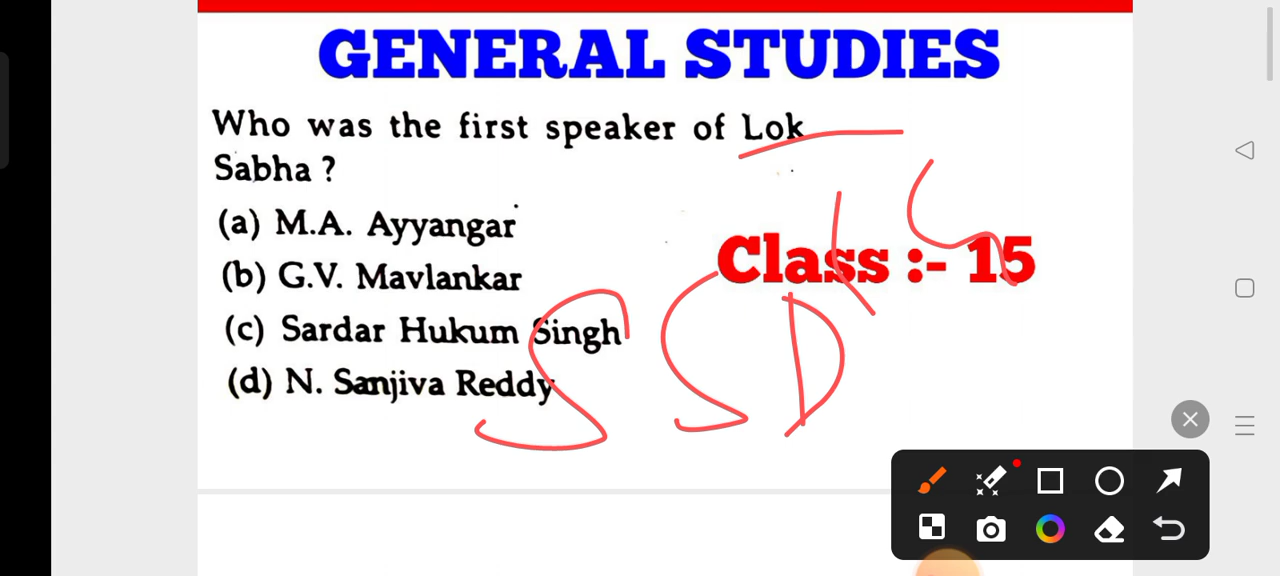 GENERAL STUDIES
Who was the first speaker of Lok
Sabha ?
(a) M.A. Ayyangar
(b) G.V. Mavlankar
(c) Sardar Hukum Singh
(d) N. Sanjiva Reddy
Class :- 15